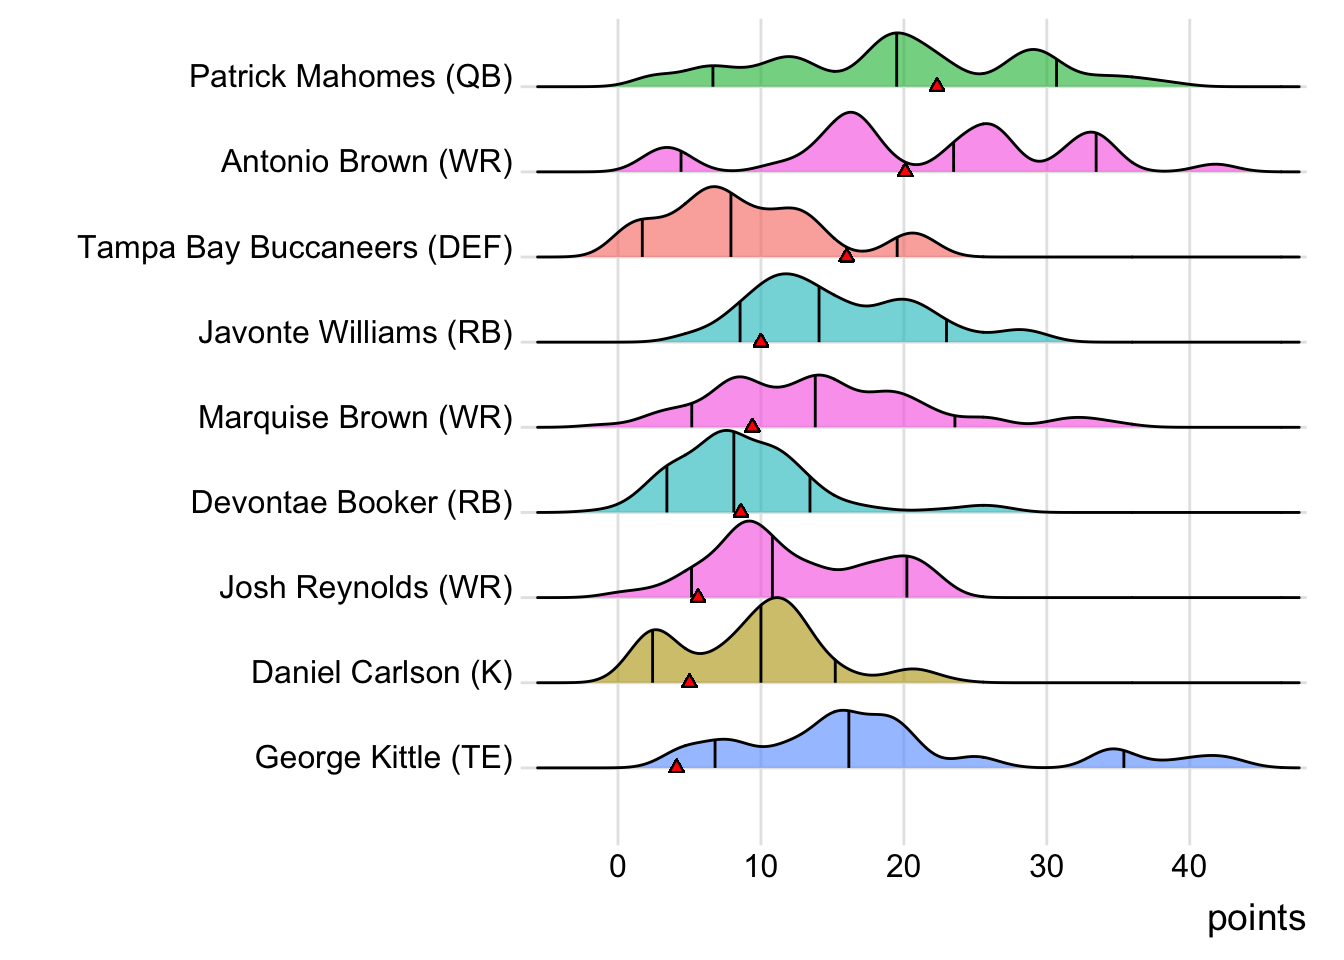 Patrick Mahomes (QB)
Antonio Brown (WR)
Tampa Bay Buccaneers (DEF)
Javonte Williams (RB)
Marquise Brown (WR)
Devontae Booker (RB)
Josh Reynolds (WR)
Daniel Carlson (K)
George Kittle (TE)
0 10 20 30 40
points